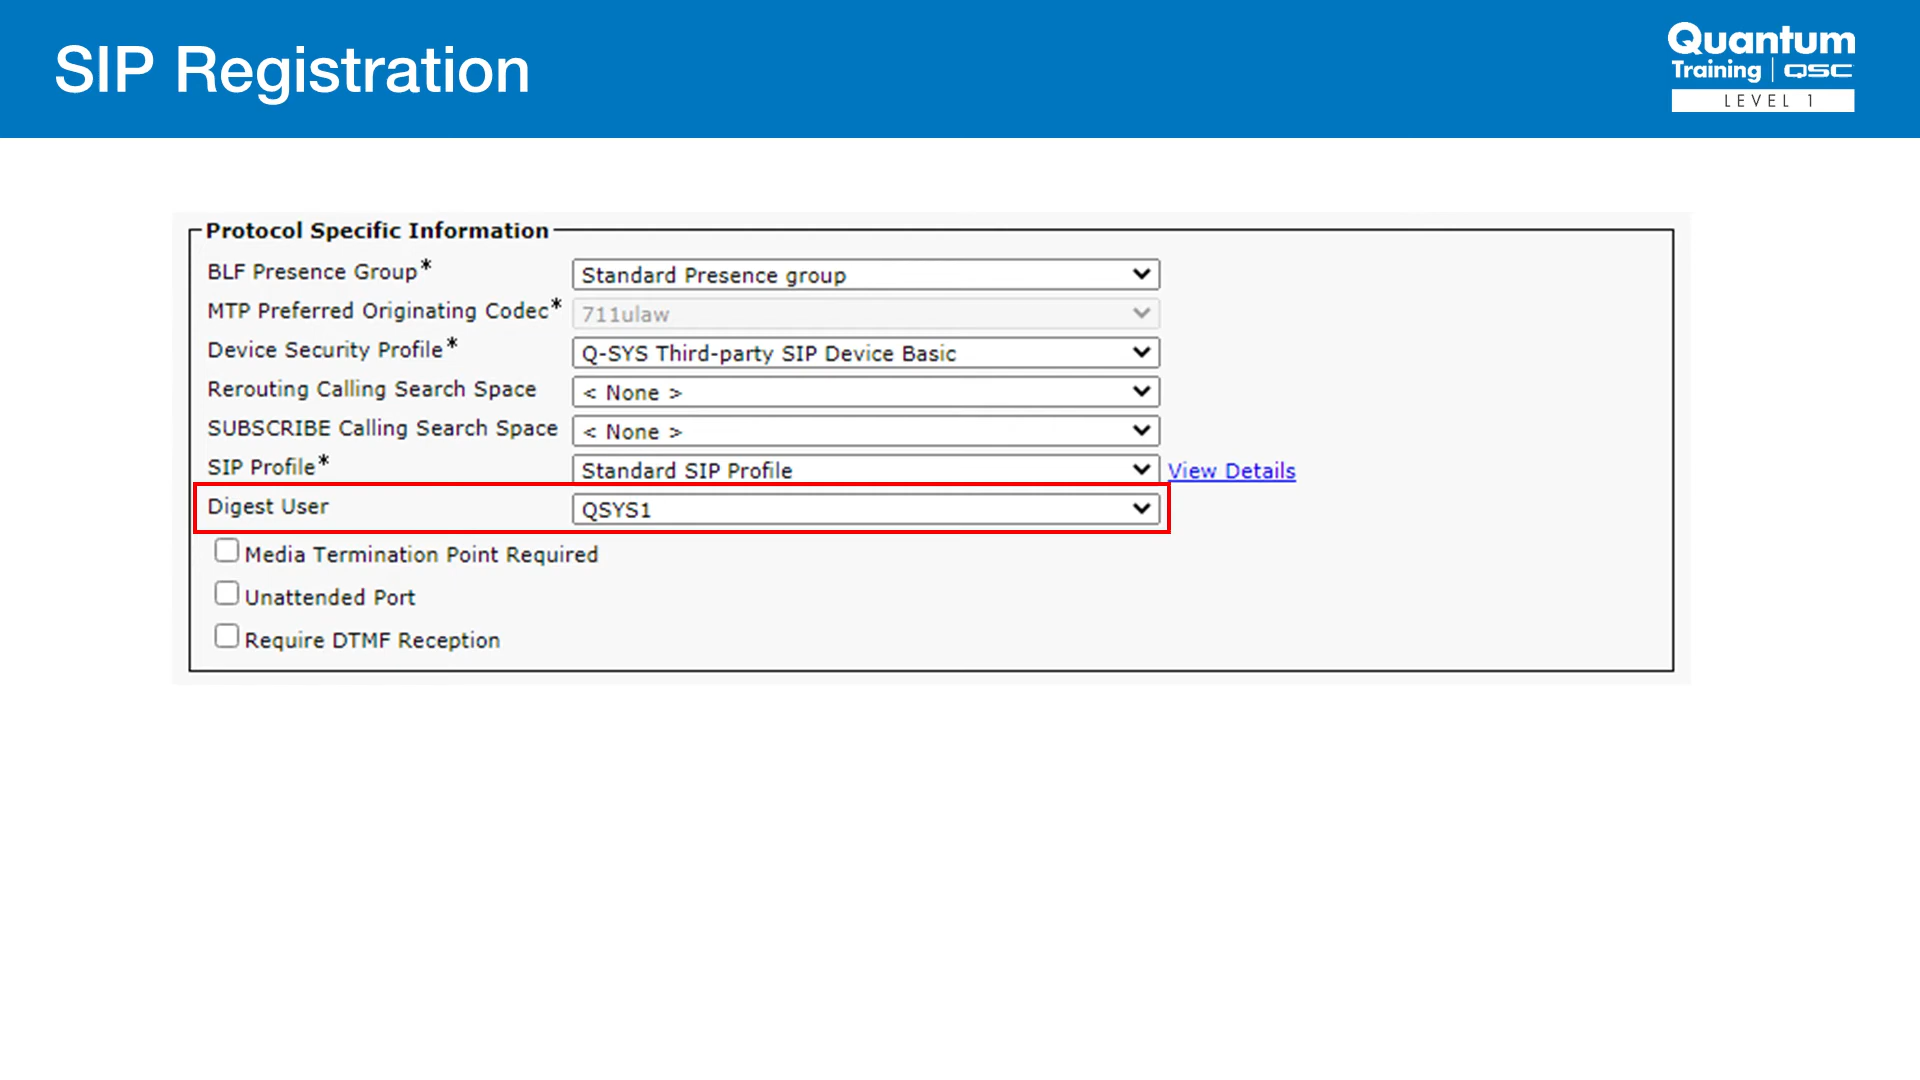 SIP Registration
Quantum
Training | QSC
LEVEL 1
Protocol Specific Information
BLF Presence Group* Standard Presence group
MTP Preferred Originating Codec* 711ulaw
Device Security Profile* Q-SYS Third-party SIP Device Basic
Rerouting Calling Search Space < None >
SUBSCRIBE Calling Search Space < None >
SIP Profile* Standard SIP Profile View Details
Digest User QSYS1
Media Termination Point Required
Unattended Port
Require DTMF Reception